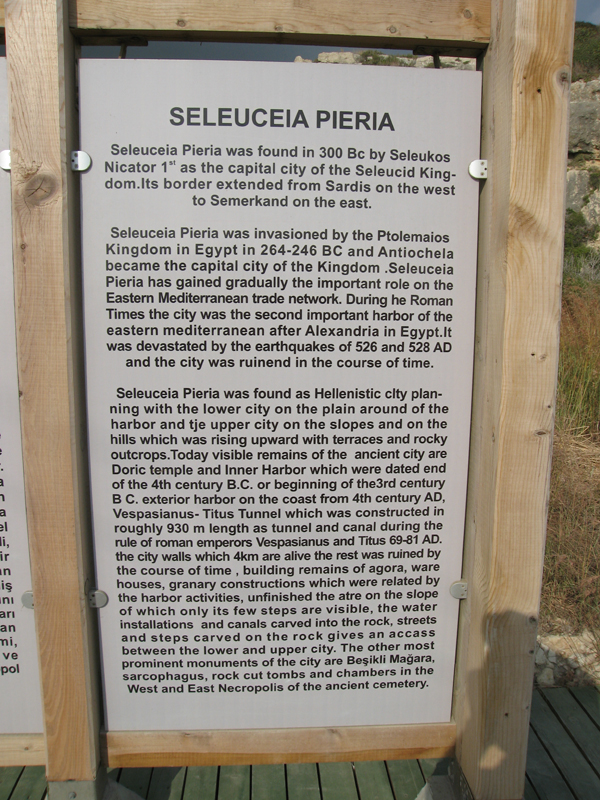 SELEUCEIA PIERIA
Seleuceia Pieria was found in 300 Bc by Seleukos
Nicator 1st as the capital city of the Seleucid King-
dom.Its border extended from Sardis on the west
to Semerkand on the east.
Seleuceia Pieria was invasioned by the Ptolemaios
Kingdom in Egypt in 264-246 BC and Antiochela
became the capital city of the Kingdom .Seleuceia
Pieria has gained gradually the important role on the
Eastern Mediterranean trade network. During he Roman
Times the city was the second important harbor of the
eastern mediterranean after Alexandria in Egypt.It
was devastated by the earthquakes of 526 and 528 AD
and the city was ruinend in the course of time.
Seleuceia Pieria was found as Hellenistic cIty plan-
ning with the lower city on the plain around of the
harbor and tje upper city on the slopes and on the
hills which was rising upward with terraces and rocky
outcrops.Today visible remains of the ancient city are
Doric temple and Inner Harbor which were dated end
of the 4th century B.C. or beginning of the3rd century
B C. exterior harbor on the coast from 4th century AD,
Vespasianus- Titus Tunnel which was constructed in
roughly 930 m length as tunnel and canal during the
rule of roman emperors Vespasianus and Titus 69-81 AD.
the city walls which 4km are alive the rest was ruined by
the course of time , building remains of agora, ware
houses, granary constructions which were related by
the harbor activities, unfinished the atre on the slope
of which only its few steps are visible, the water
installations and canals carved into the rock, streets
and steps carved on the rock gives an accass
between the lower and upper city. The other most
prominent monuments of the city are Beşikli Mağara,
sarcophagus, rock cut tombs and chambers in the
West and East Necropolis of the ancient cemetery.